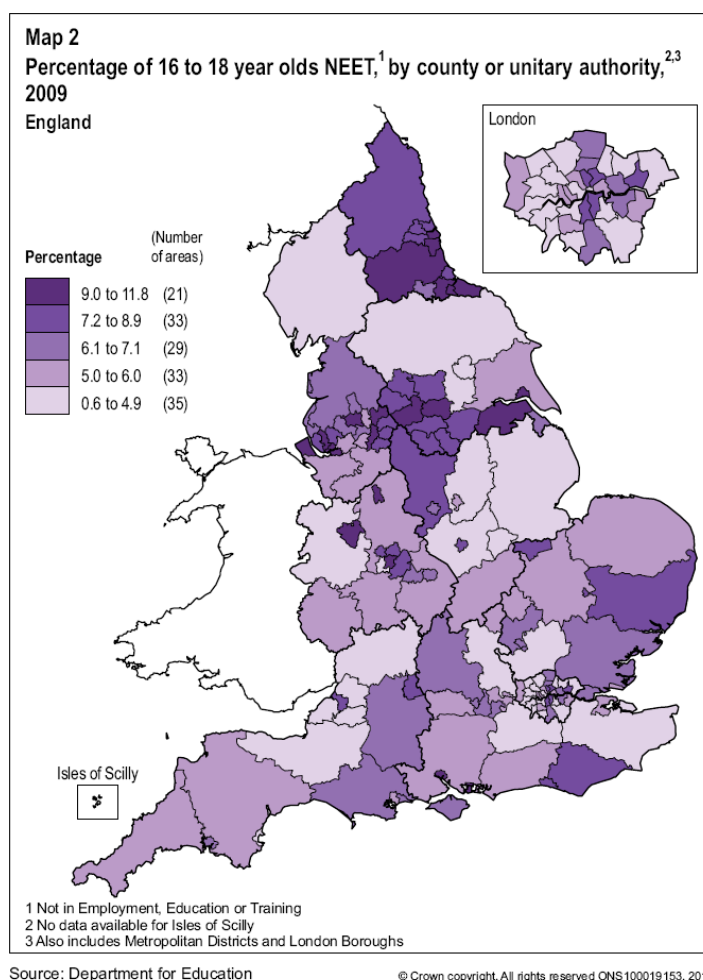 Map 2
Percentage of 16 to 18 year olds NEET,1 by county or unitary authority,2,3
2009
England
London
Percentage
(Number
of areas)
9.0 to 11.8 (21)
7.2 to 8.9 (33)
6.1 to 7.1 (29)
5.0 to 6.0 (33)
0.6 to 4.9 (35)
Isles of Scilly
1 Not in Employment, Education or Training
2 No data available for Isles of Scilly
3 Also includes Metropolitan Districts and London Boroughs
Source: Department for Education
© Crown copyright. All rights reserved ONS100019153, 201